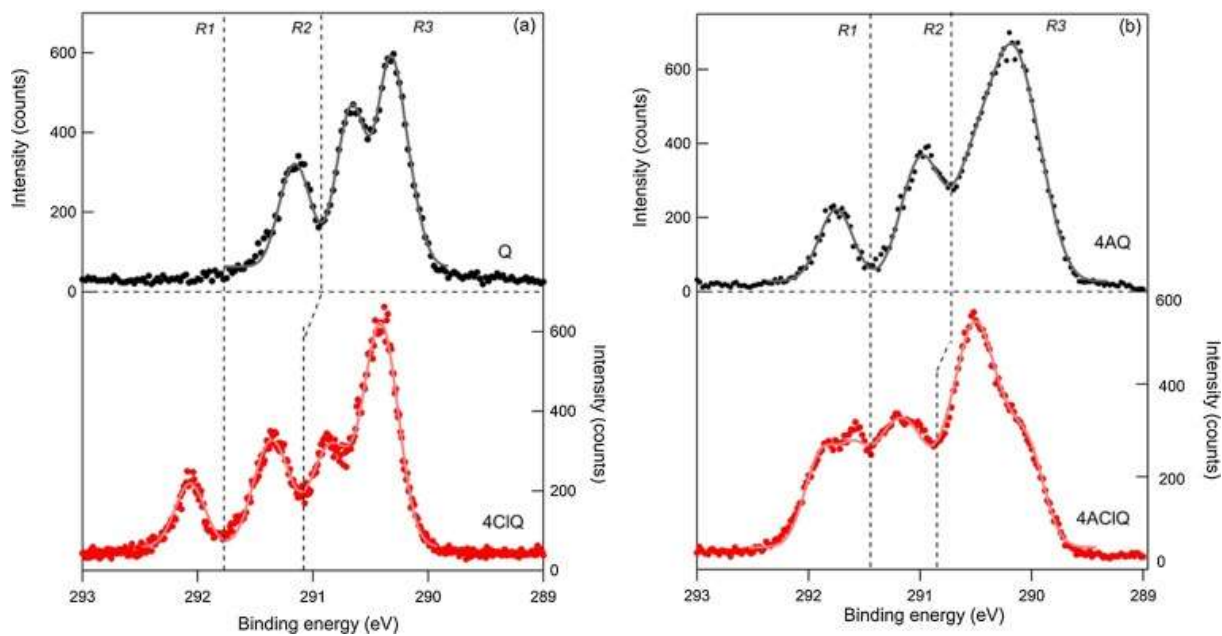 R1 R2 R3 (a)
600
400
200
0
Intensity (counts)
Q
600
400
200
0
Intensity (counts)
4ClQ
293 292 291 290 289
Binding energy (eV)
R1 R2 R3 (b)
600
400
200
0
Intensity (counts)
4AQ
600
400
200
0
Intensity (counts)
4AClQ
293 292 291 290 289
Binding energy (eV)